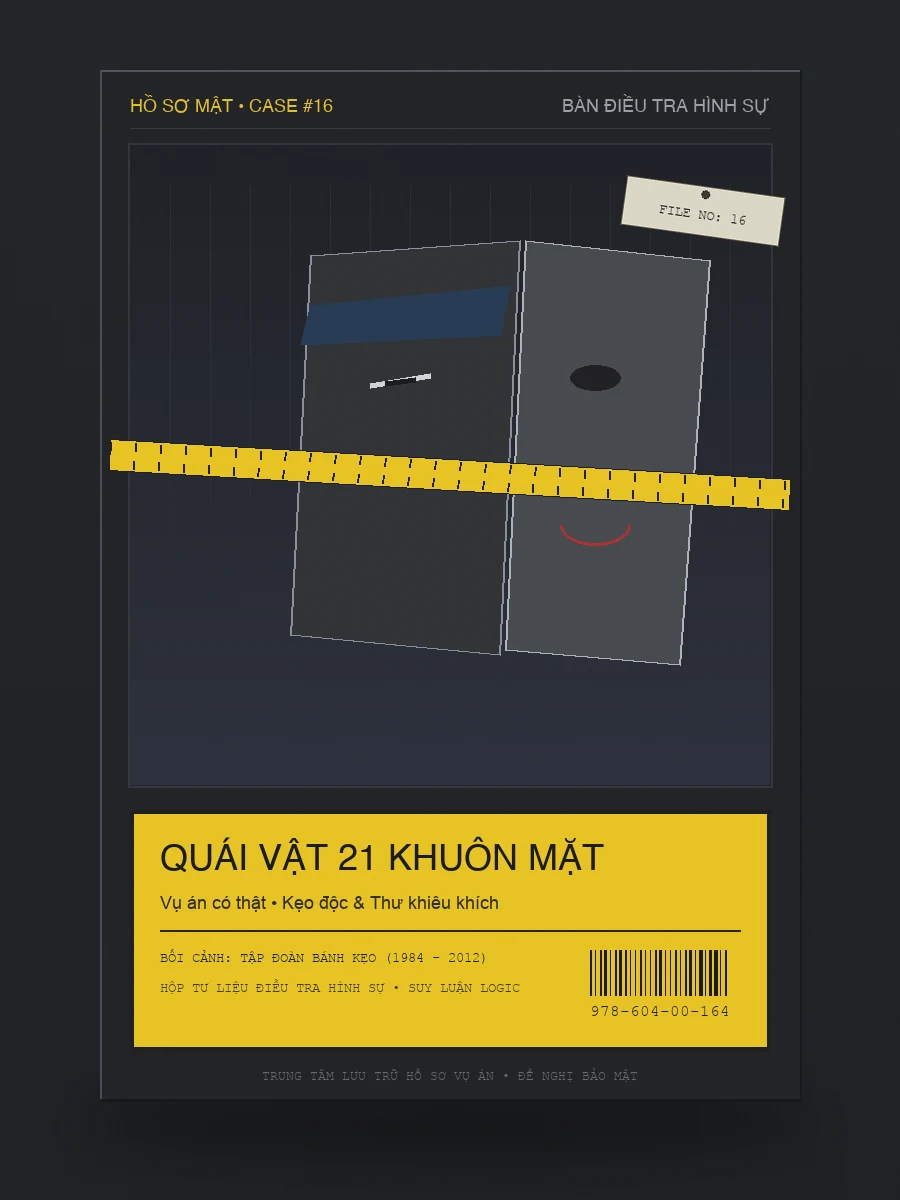 HỒ SƠ MẬT • CASE #16
BÀN ĐIỀU TRA HÌNH SỰ
FILE NO: 16
QUÁI VẬT 21 KHUÔN MẶT
Vụ án có thật • Kẹo độc & Thư khiêu khích
BỐI CẢNH: TẬP ĐOÀN BÁNH KẸO (1984 - 2012)
HỘP TƯ LIỆU ĐIỀU TRA HÌNH SỰ • SUY LUẬN LOGIC
978-604-00-164
TRUNG TÂM LƯU TRỮ HỒ SƠ VỤ ÁN • ĐỀ NGHỊ BẢO MẬT